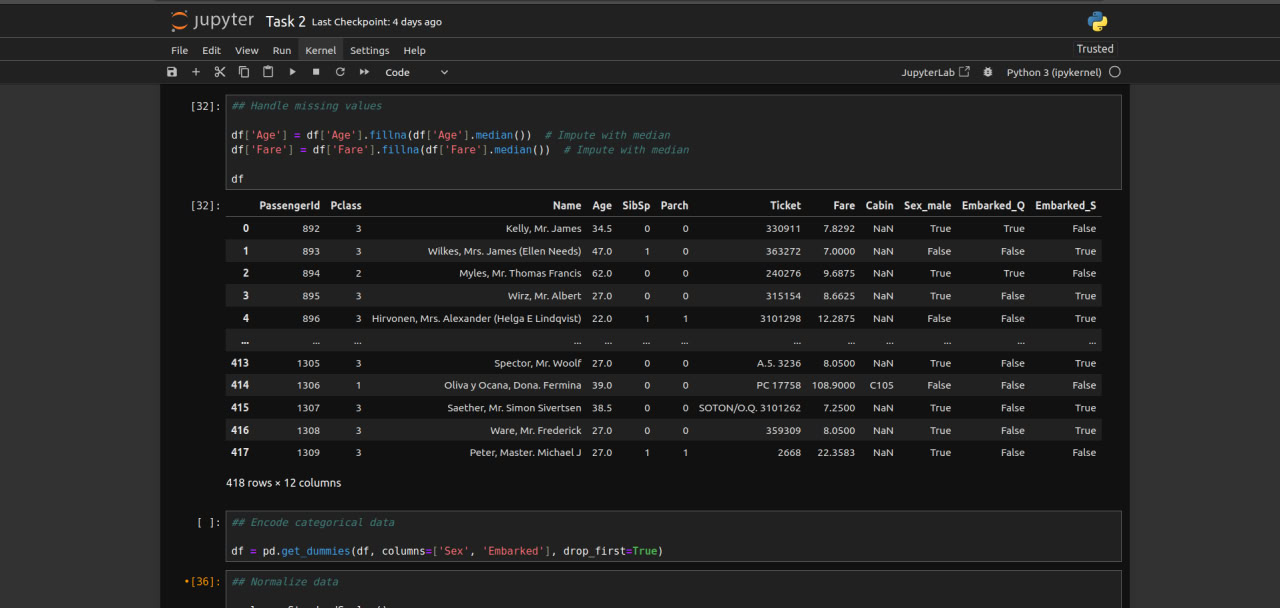 jupyter Task 2 Last Checkpoint: 4 days ago
File Edit View Run Kernel Settings Help Trusted
Code JupyterLab Python 3 (ipykernel)
[32]: ## Handle missing values
df['Age'] = df['Age'].fillna(df['Age'].median()) # Impute with median
df['Fare'] = df['Fare'].fillna(df['Fare'].median()) # Impute with median
df
[32]: PassengerId Pclass Name Age SibSp Parch Ticket Fare Cabin Sex_male Embarked_Q Embarked_S
0 892 3 Kelly, Mr. James 34.5 0 0 330911 7.8292 NaN True True False
1 893 3 Wilkes, Mrs. James (Ellen Needs) 47.0 1 0 363272 7.0000 NaN False False True
2 894 2 Myles, Mr. Thomas Francis 62.0 0 0 240276 9.6875 NaN True True False
3 895 3 Wirz, Mr. Albert 27.0 0 0 315154 8.6625 NaN True False True
4 896 3 Hirvonen, Mrs. Alexander (Helga E Lindqvist) 22.0 1 1 3101298 12.2875 NaN False False True
... ... ... ... ... ... ... ... ... ... ... ... ...
413 1305 3 Spector, Mr. Woolf 27.0 0 0 A.5. 3236 8.0500 NaN True False True
414 1306 1 Oliva y Ocana, Dona. Fermina 39.0 0 0 PC 17758 108.9000 C105 False False False
415 1307 3 Saether, Mr. Simon Sivertsen 38.5 0 0 SOTON/O.Q. 3101262 7.2500 NaN True False True
416 1308 3 Ware, Mr. Frederick 27.0 0 0 359309 8.0500 NaN True False True
417 1309 3 Peter, Master. Michael J 27.0 1 1 2668 22.3583 NaN True False False
418 rows × 12 columns
[ ]: ## Encode categorical data
df = pd.get_dummies(df, columns=['Sex', 'Embarked'], drop_first=True)
•[36]: ## Normalize data